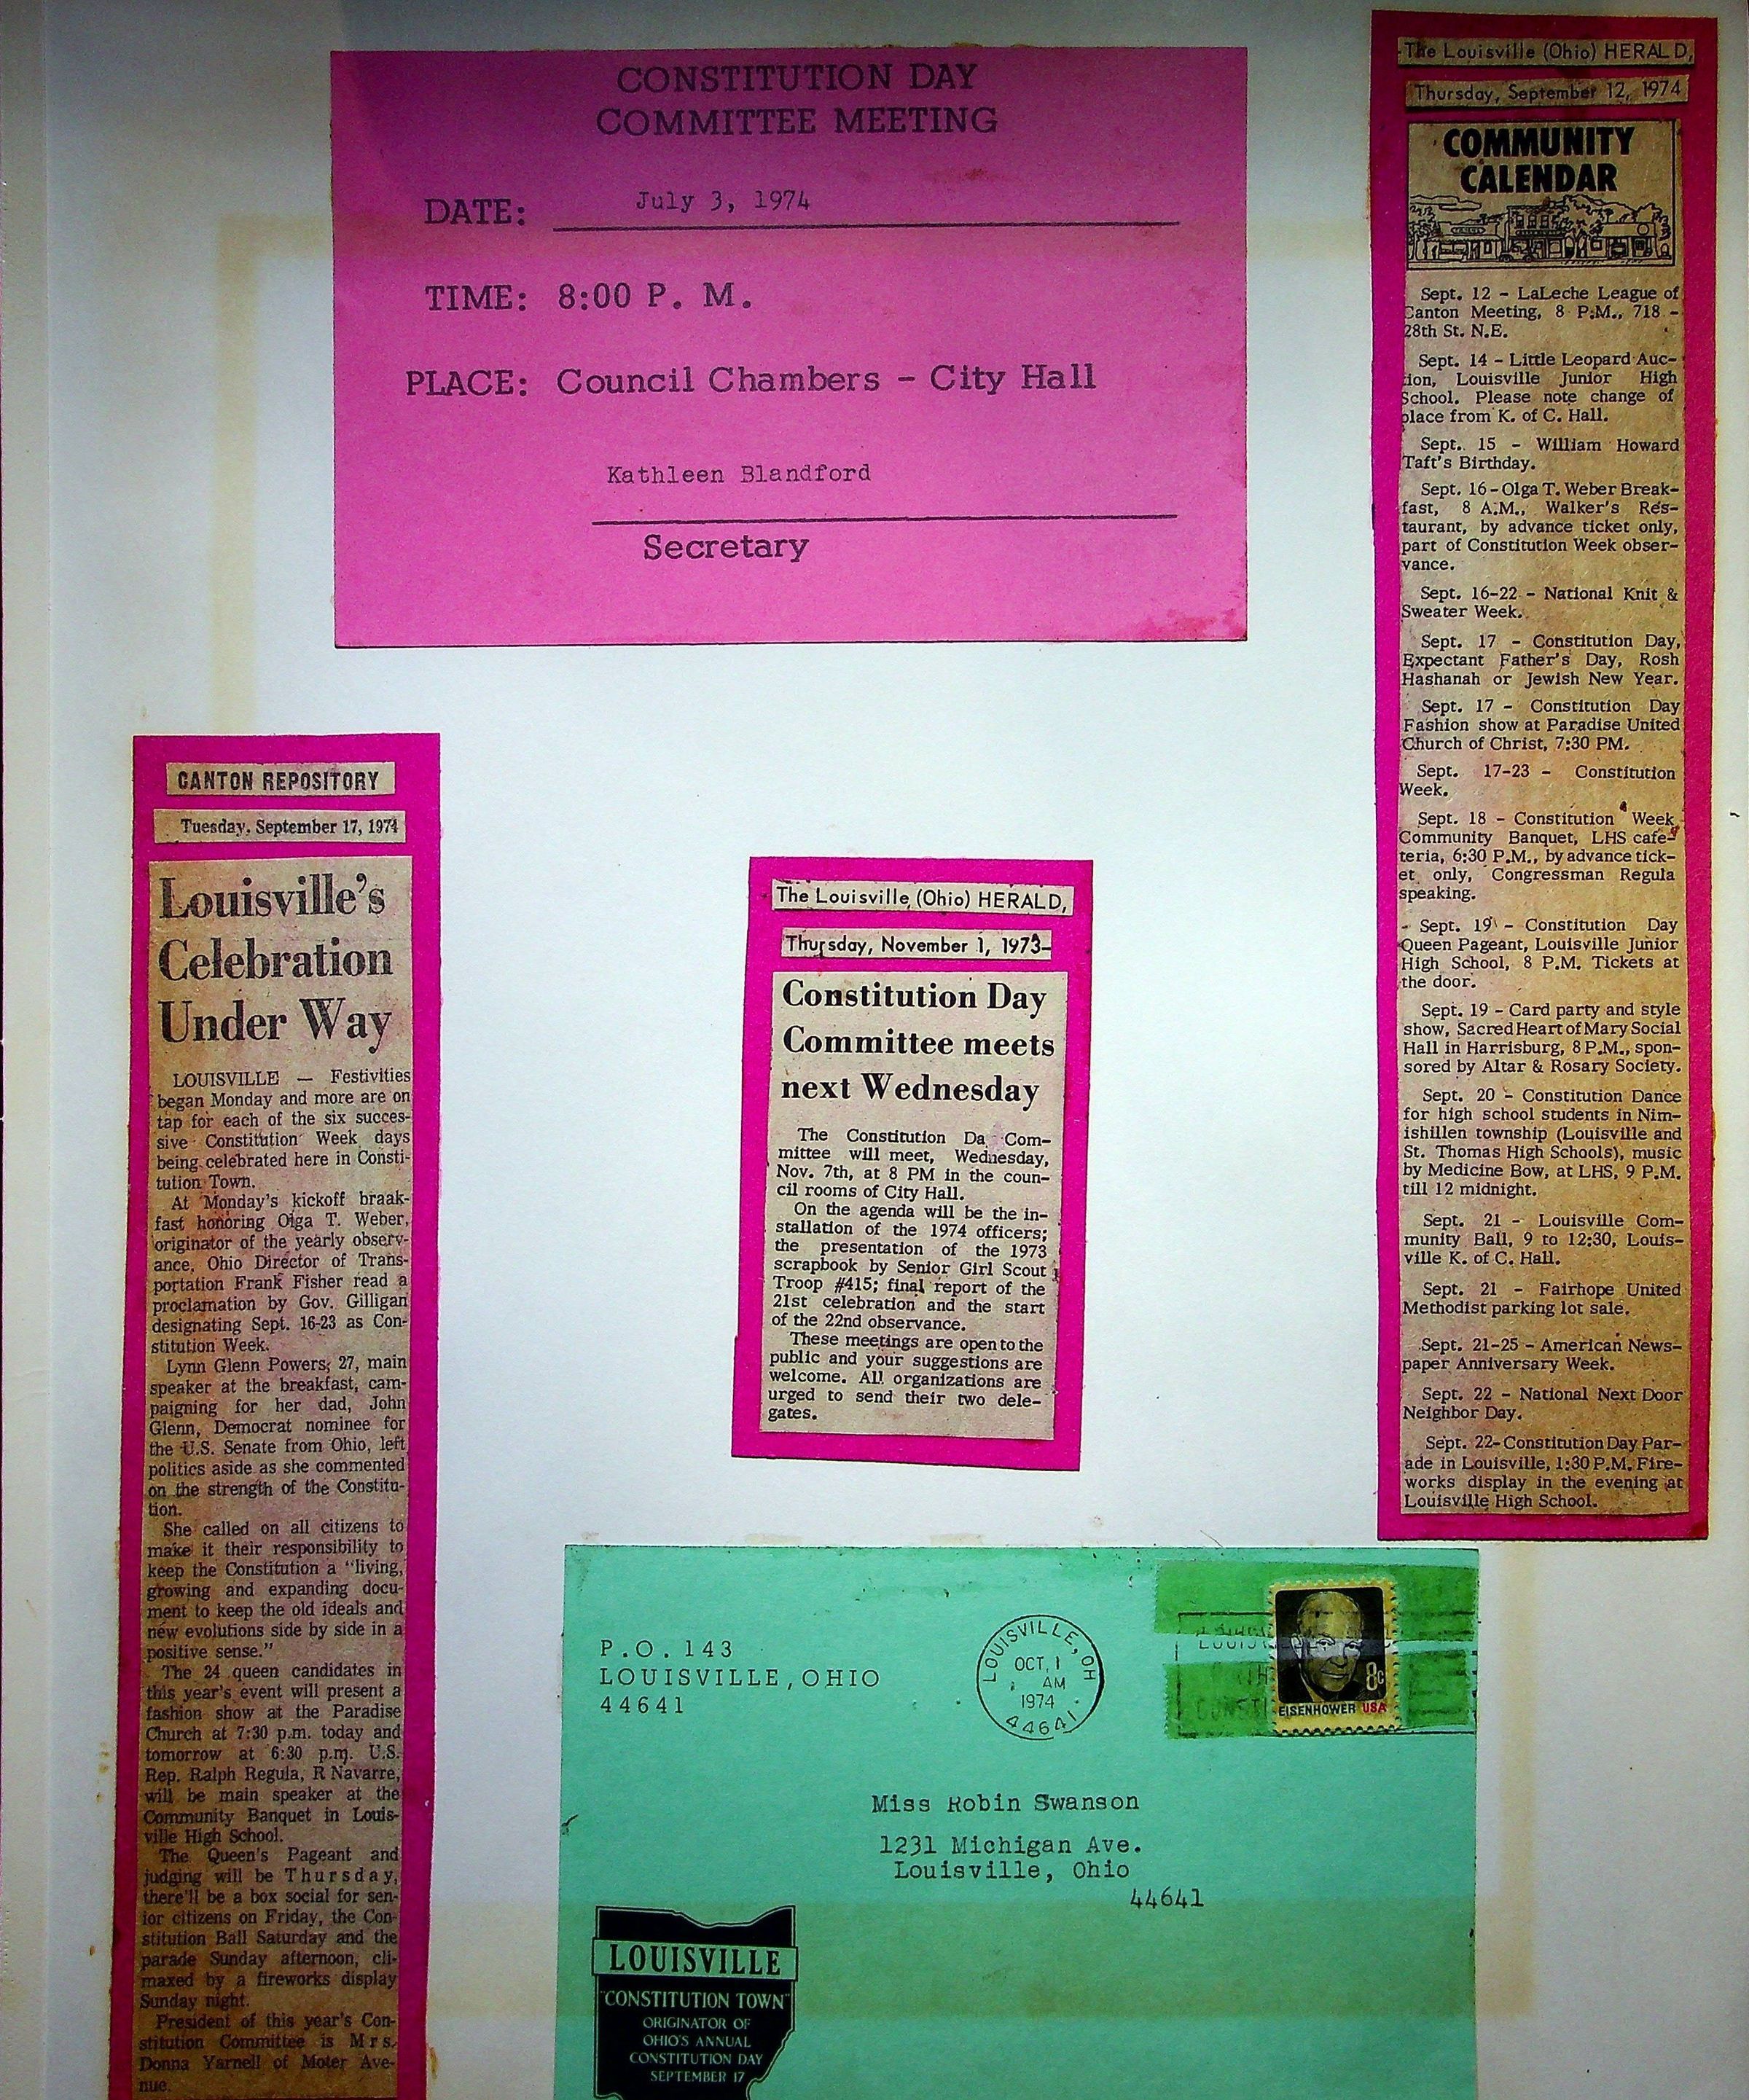 CONSTITUTION DAY
COMMITTEE MEETING
DATE: July 3, 1974
TIME: 8:00 P. M.
PLACE: Council Chambers - City Hall
Kathleen Blandford
Secretary
The Louisville (Ohio) HERALD,
Thursday, September 12, 1974
COMMUNITY
CALENDAR
Sept. 12 - LaLeche League of
Canton Meeting, 8 P.M., 718 -
28th St. N.E.
Sept. 14 - Little Leopard Auc-
tion, Louisville Junior High
School. Please note change of
place from K. of C. Hall.
Sept. 15 - William Howard
Taft's Birthday.
Sept. 16 - Olga T. Weber Break-
fast, 8 A.M., Walker's Res-
taurant, by advance ticket only,
part of Constitution Week obser-
vance.
Sept. 16-22 - National Knit &
Sweater Week.
Sept. 17 - Constitution Day,
Expectant Father's Day, Rosh
Hashanah or Jewish New Year.
Sept. 17 - Constitution Day
Fashion show at Paradise United
Church of Christ, 7:30 PM.
Sept. 17-23 - Constitution
Week.
Sept. 18 - Constitution Week
Community Banquet, LHS cafe-
teria, 6:30 P.M., by advance tick-
et only, Congressman Regula
speaking.
Sept. 19 - Constitution Day
Queen Pageant, Louisville Junior
High School, 8 P.M. Tickets at
the door.
Sept. 19 - Card party and style
show, Sacred Heart of Mary Social
Hall in Harrisburg, 8 P.M., spon-
sored by Altar & Rosary Society.
Sept. 20 - Constitution Dance
for high school students in Nim-
ishillen township (Louisville and
St. Thomas High Schools), music
by Medicine Bow, at LHS, 9 P.M.
till 12 midnight.
Sept. 21 - Louisville Com-
munity Ball, 9 to 12:30, Louis-
ville K. of C. Hall.
Sept. 21 - Fairhope United
Methodist parking lot sale.
Sept. 21-25 - American News-
paper Anniversary Week.
Sept. 22 - National Next Door
Neighbor Day.
Sept. 22 - Constitution Day Par-
ade in Louisville, 1:30 P.M. Fire-
works display in the evening at
Louisville High School.
CANTON REPOSITORY
Tuesday, September 17, 1974
Louisville's
Celebration
Under Way
LOUISVILLE — Festivities
began Monday and more are on
tap for each of the six succes-
sive Constitution Week days
being celebrated here in Consti-
tution Town.
At Monday's kickoff braak-
fast honoring Olga T. Weber,
originator of the yearly observ-
ance, Ohio Director of Trans-
portation Frank Fisher read a
proclamation by Gov. Gilligan
designating Sept. 16-23 as Con-
stitution Week.
Lynn Glenn Powers, 27, main
speaker at the breakfast, cam-
paigning for her dad, John
Glenn, Democrat nominee for
the U.S. Senate from Ohio, left
politics aside as she commented
on the strength of the Constitu-
tion.
She called on all citizens to
make it their responsibility to
keep the Constitution a "living,
growing and expanding docu-
ment to keep the old ideals and
new evolutions side by side in a
positive sense."
The 24 queen candidates in
this year's event will present a
fashion show at the Paradise
Church at 7:30 p.m. today and
tomorrow at 6:30 p.m. U.S.
Rep. Ralph Regula, R Navarre,
will be main speaker at the
Community Banquet in Louis-
ville High School.
The Queen's Pageant and
judging will be Thursday,
there'll be a box social for sen-
ior citizens on Friday, the Con-
stitution Ball Saturday and the
parade Sunday afternoon, cli-
maxed by a fireworks display
Sunday night.
President of this year's Con-
stitution Committee is Mrs.
Donna Yarnell of Moter Ave-
nue.
The Louisville (Ohio) HERALD,
Thursday, November 1, 1973-
Constitution Day
Committee meets
next Wednesday
The Constitution Da Com-
mittee will meet, Wednesday,
Nov. 7th, at 8 PM in the coun-
cil rooms of City Hall.
On the agenda will be the in-
stallation of the 1974 officers;
the presentation of the 1973
scrapbook by Senior Girl Scout
Troop #415; final report of the
21st celebration and the start
of the 22nd observance.
These meetings are open to the
public and your suggestions are
welcome. All organizations are
urged to send their two dele-
gates.
P.O. 143
LOUISVILLE, OHIO
44641
LOUISVILLE, OH
OCT, 1
AM
1974
44641
8c
EISENHOWER USA
Miss Robin Swanson
1231 Michigan Ave.
Louisville, Ohio
44641
LOUISVILLE
"CONSTITUTION TOWN"
ORIGINATOR OF
OHIO'S ANNUAL
CONSTITUTION DAY
SEPTEMBER 17